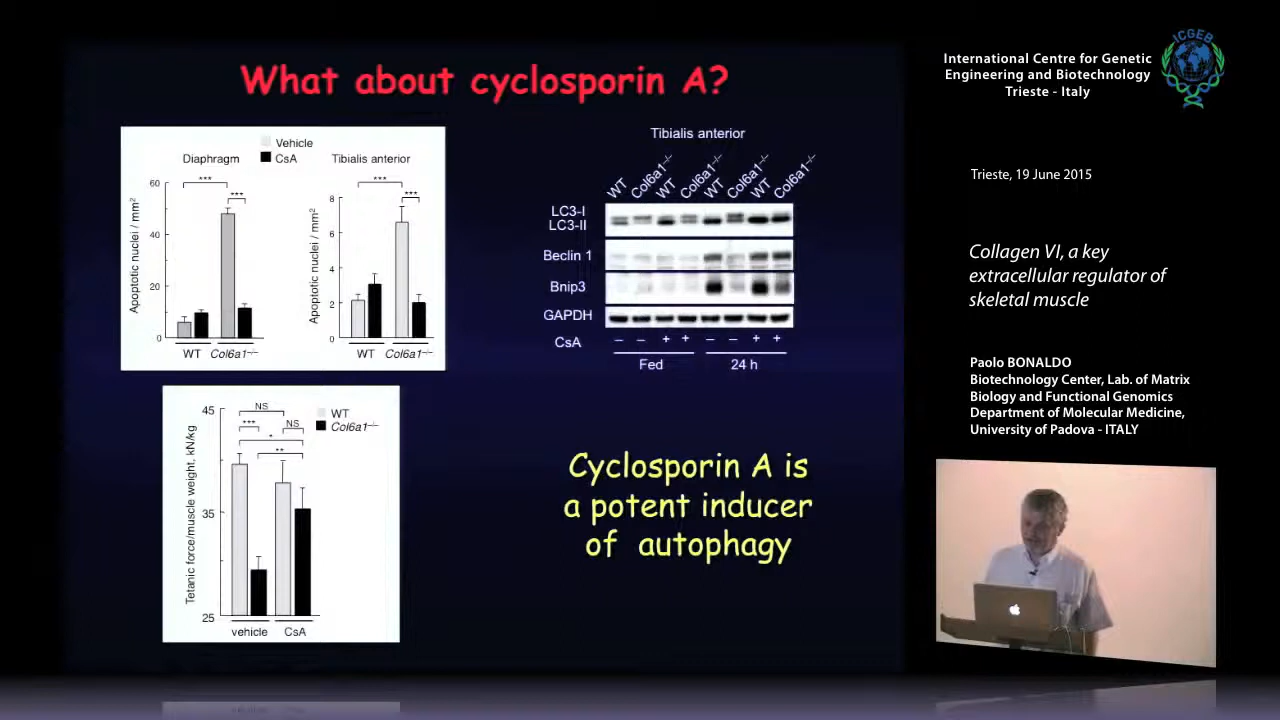 What about cyclosporin A?
Vehicle
CsA
Diaphragm
Tibialis anterior
Apoptotic nuclei / mm²
60
40
20
0
***
***
WT
Col6a1–/–
Apoptotic nuclei / mm²
8
6
4
2
0
***
***
WT
Col6a1–/–
Tibialis anterior
WT
Col6a1–/–
WT
Col6a1–/–
WT
Col6a1–/–
WT
Col6a1–/–
LC3-I
LC3-II
Beclin 1
Bnip3
GAPDH
CsA – – + + – – + +
Fed
24 h
WT
Col6a1–/–
Tetanic force/muscle weight. kN/kg
45
35
25
NS
***
NS
*
**
vehicle
CsA
Cyclosporin A is
a potent inducer
of autophagy
International Centre for Genetic
Engineering and Biotechnology
Trieste - Italy
ICGEB
Trieste, 19 June 2015
Collagen VI, a key
extracellular regulator of
skeletal muscle
Paolo BONALDO
Biotechnology Center, Lab. of Matrix
Biology and Functional Genomics
Department of Molecular Medicine,
University of Padova - ITALY